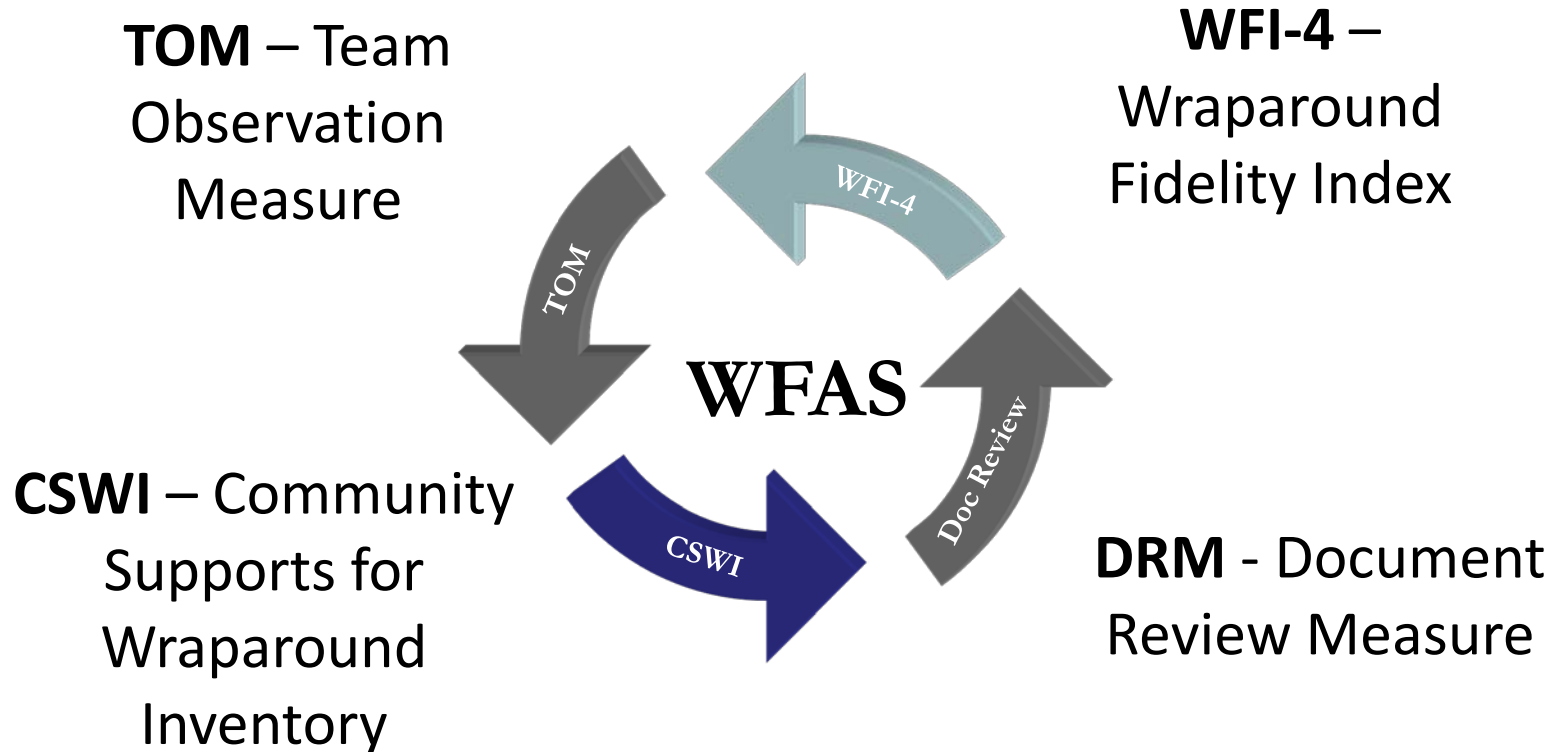 TOM – Team
Observation
Measure
WFI-4 –
Wraparound
Fidelity Index
WFI-4
TOM
WFAS
Doc Review
CSWI
CSWI – Community
Supports for
Wraparound
Inventory
DRM - Document
Review Measure